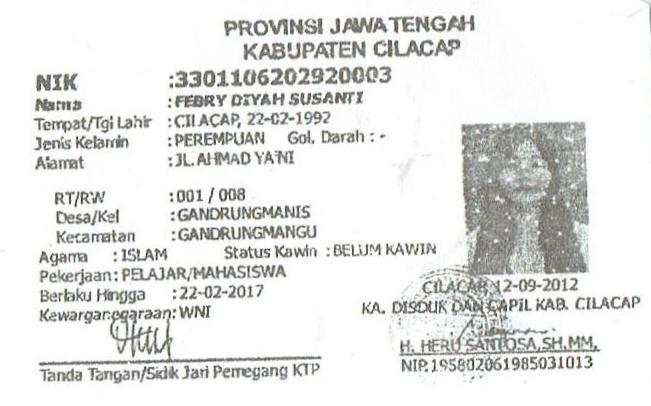 PROVINSI JAWA TENGAH
KABUPATEN CILACAP
NIK :3301106202920003
Nama :FEBRY DIYAH SUSANTI
Tempat/Tgl Lahir :CILACAP, 22-02-1992
Jenis Kelamin :PEREMPUAN Gol. Darah : -
Alamat :JL. AHMAD YA'NI
RT/RW :001 / 008
Desa/Kel :GANDRUNGMANIS
Kecamatan :GANDRUNGMANGU
Agama :ISLAM Status Kawin :BELUM KAWIN
Pekerjaan: PELAJAR/MAHASISWA
Berlaku Hingga :22-02-2017
Kewarganegaraan: WNI
CILACAP, 12-09-2012
KA. DISDUK DAN CAPIL KAB. CILACAP
H. HERU SANTOSA,SH,MM,
NIP.195802061985031013
Tanda Tangan/Sidik Jari Pemegang KTP